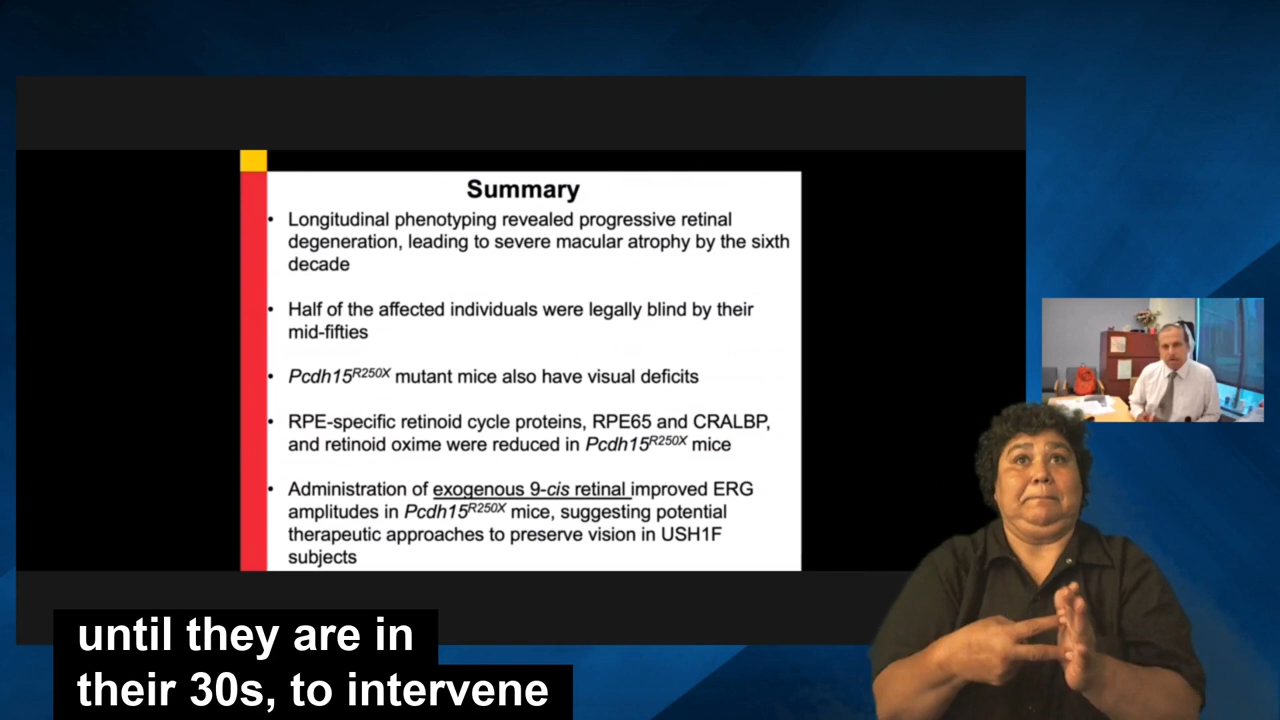 Summary
• Longitudinal phenotyping revealed progressive retinal
degeneration, leading to severe macular atrophy by the sixth
decade
• Half of the affected individuals were legally blind by their
mid-fifties
• Pcdh15R250X mutant mice also have visual deficits
• RPE-specific retinoid cycle proteins, RPE65 and CRALBP,
and retinoid oxime were reduced in Pcdh15R250X mice
• Administration of exogenous 9-cis retinal improved ERG
amplitudes in Pcdh15R250X mice, suggesting potential
therapeutic approaches to preserve vision in USH1F
subjects
until they are in
their 30s, to intervene